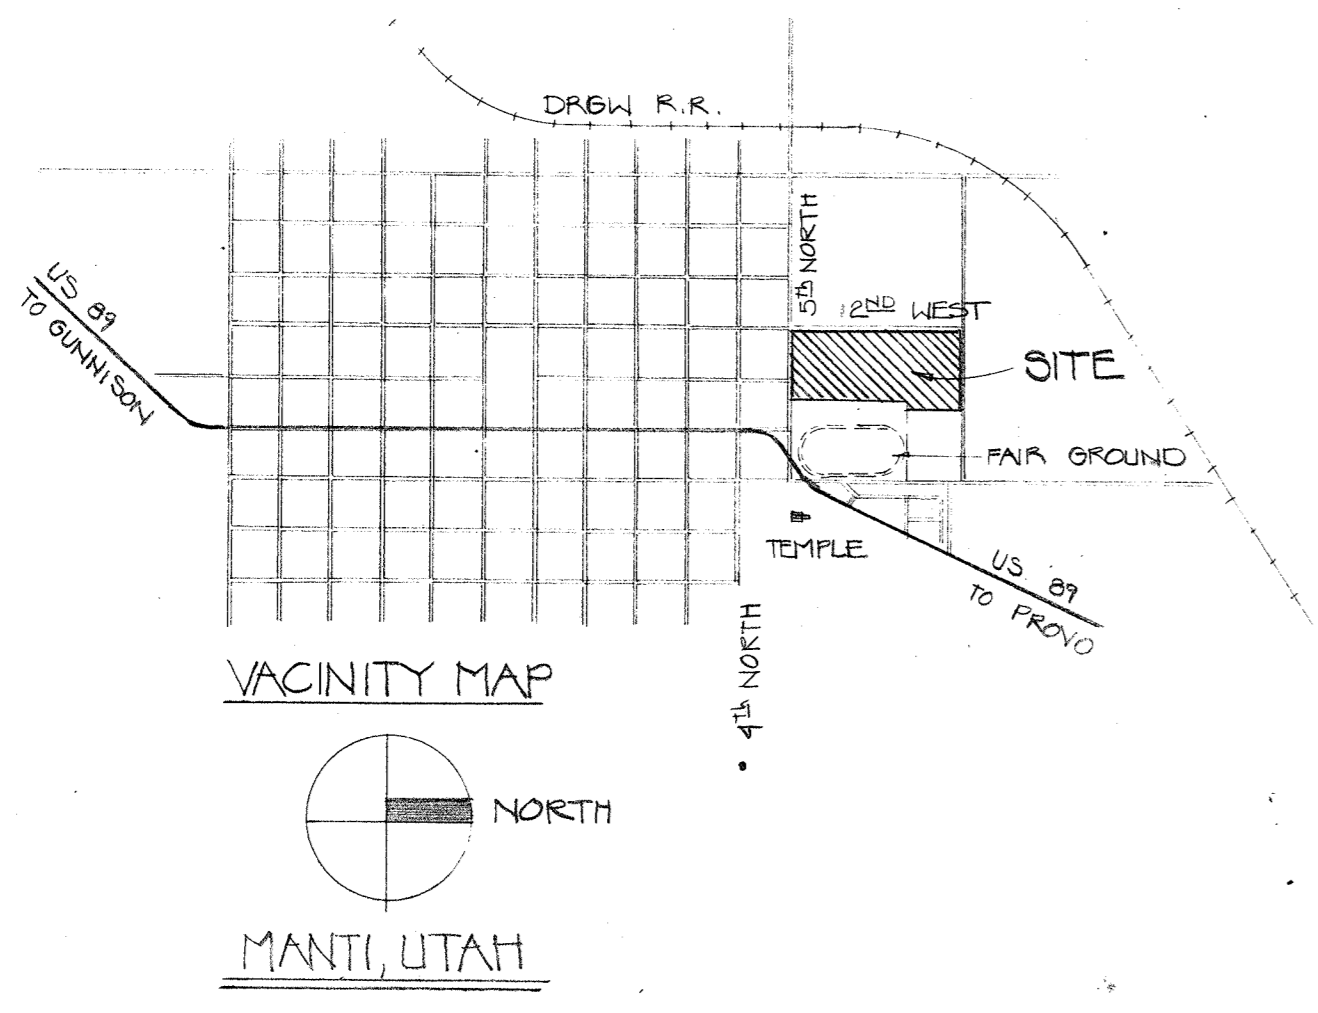 DRGW R.R.
5th NORTH
2ND WEST
US 89
TO GUNNISON
SITE
FAIR GROUND
TEMPLE
US 89
TO PROVO
4th NORTH
VACINITY MAP
NORTH
MANTI, UTAH